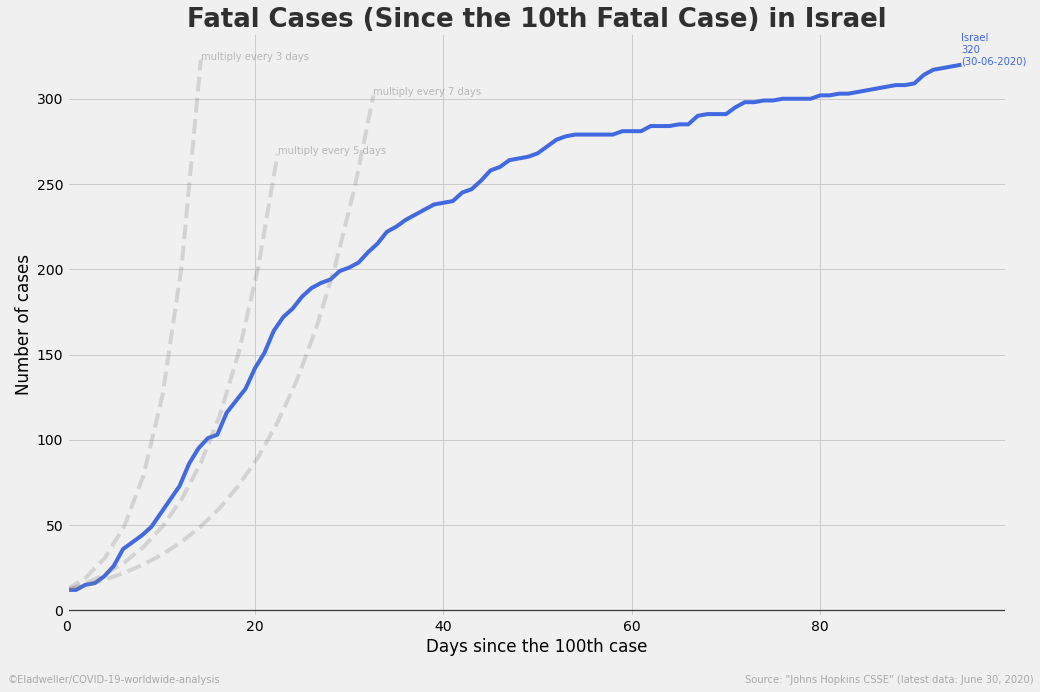 Fatal Cases (Since the 10th Fatal Case) in Israel
Israel
320
(30-06-2020)
multiply every 3 days
multiply every 7 days
multiply every 5 days
Number of cases
300
250
200
150
100
50
0
0 20 40 60 80
Days since the 100th case
©Eladweller/COVID-19-worldwide-analysis
Source: "Johns Hopkins CSSE" (latest data: June 30, 2020)